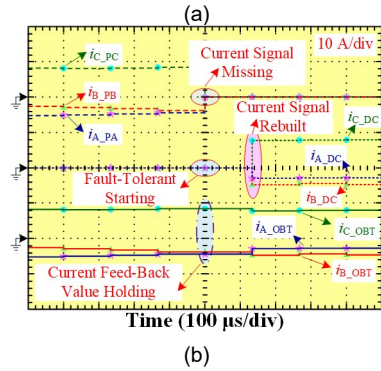 (a)
i_C_PC
Current Signal
Missing
10 A/div
i_B_PB
i_A_PA
Current Signal
Rebuilt
i_C_DC
i_A_DC
Fault-Tolerant
Starting
i_B_DC
i_A_OBT
i_C_OBT
Current Feed-Back
Value Holding
i_B_OBT
Time (100 μs/div)
(b)